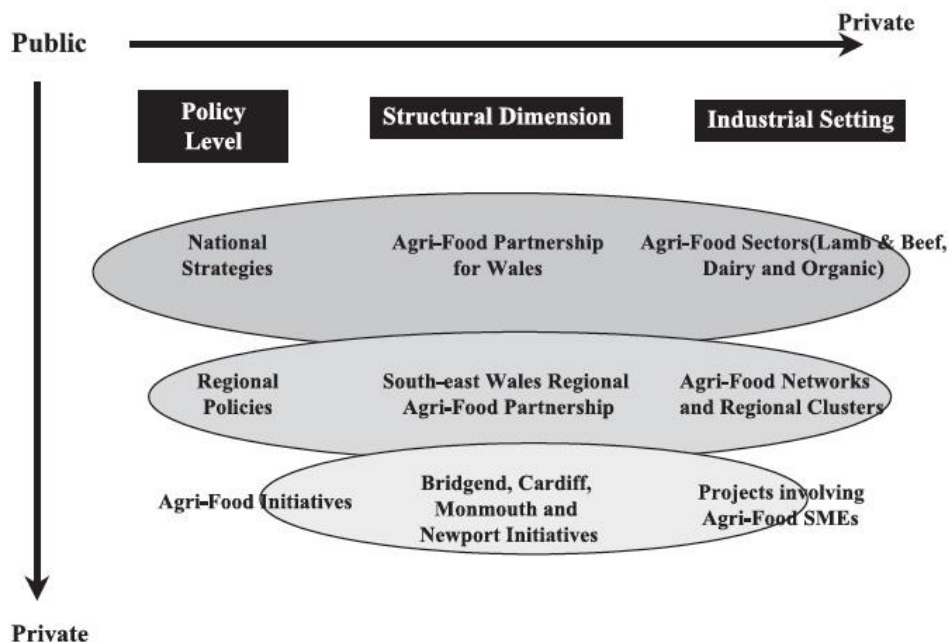 Public
Private
Policy
Level
Structural Dimension
Industrial Setting
National
Strategies
Agri-Food Partnership
for Wales
Agri-Food Sectors(Lamb & Beef,
Dairy and Organic)
Regional
Policies
South-east Wales Regional
Agri-Food Partnership
Agri-Food Networks
and Regional Clusters
Agri-Food Initiatives
Bridgend, Cardiff,
Monmouth and
Newport Initiatives
Projects involving
Agri-Food SMEs
Private